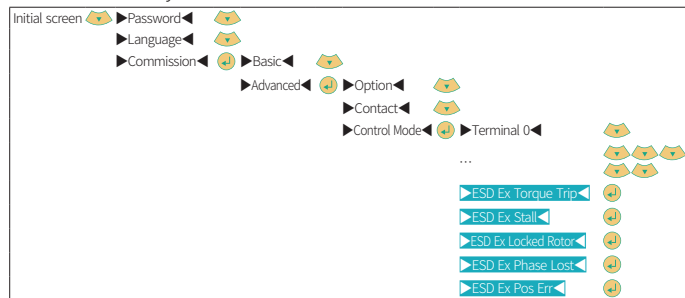 Initial screen ▶Password◀
▶Language◀
▶Commission◀ ▶Basic◀
▶Advanced◀ ▶Option◀
▶Contact◀
▶Control Mode◀ ▶Terminal 0◀
...
▶ESD Ex Torque Trip◀
▶ESD Ex Stall◀
▶ESD Ex Locked Rotor◀
▶ESD Ex Phase Lost◀
▶ESD Ex Pos Err◀